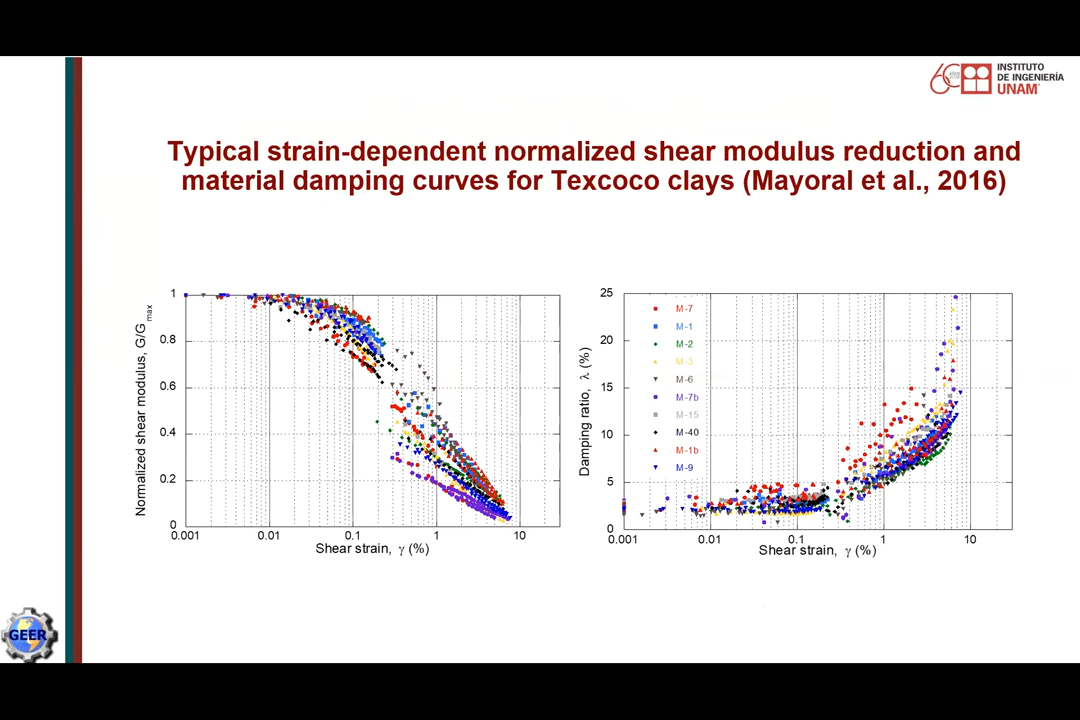 60
INSTITUTO
DE INGENIERÍA
UNAM
Typical strain-dependent normalized shear modulus reduction and
material damping curves for Texcoco clays (Mayoral et al., 2016)
Normalized shear modulus, G/Gmax
1
0.8
0.6
0.4
0.2
0
0.001 0.01 0.1 1 10
Shear strain, γ (%)
Damping ratio, λ (%)
25
20
15
10
5
0
M-7
M-1
M-2
M-3
M-6
M-7b
M-15
M-40
M-1b
M-9
0.001 0.01 0.1 1 10
Shear strain, γ (%)
GEER